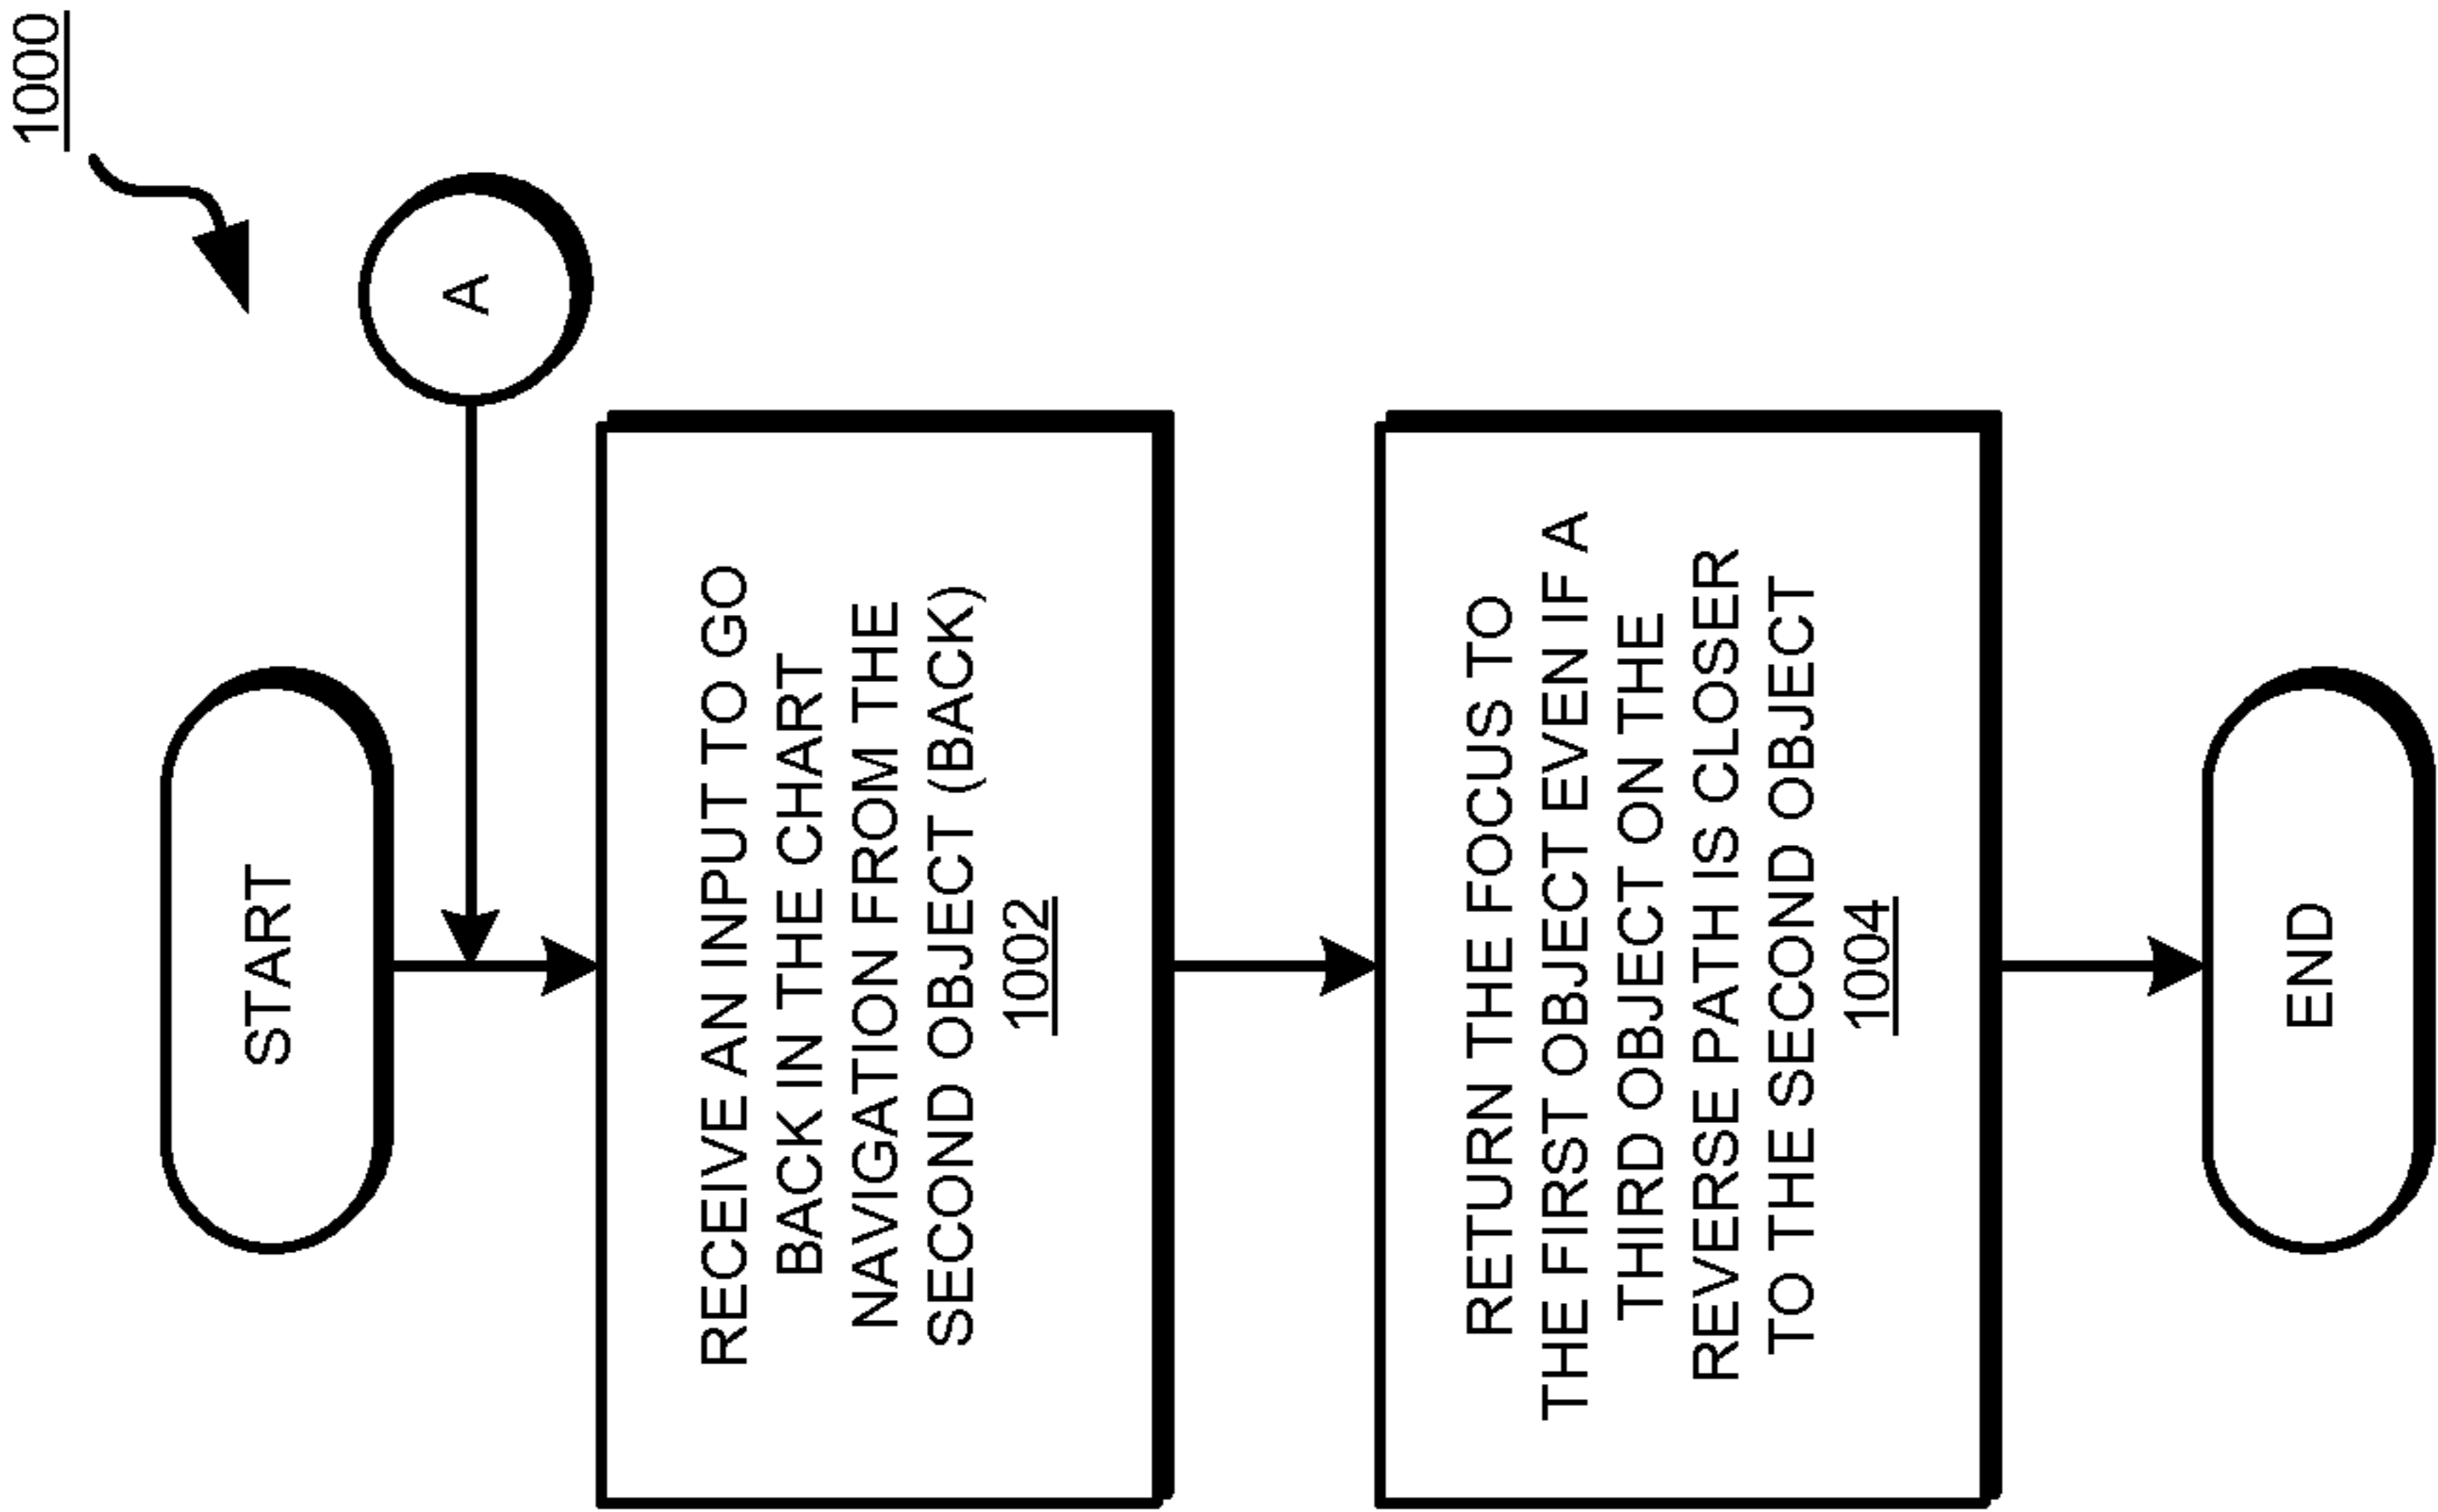 1000
START
A
RECEIVE AN INPUT TO GO
BACK IN THE CHART
NAVIGATION FROM THE
SECOND OBJECT (BACK)
1002
RETURN THE FOCUS TO
THE FIRST OBJECT EVEN IF A
THIRD OBJECT ON THE
REVERSE PATH IS CLOSER
TO THE SECOND OBJECT
1004
END